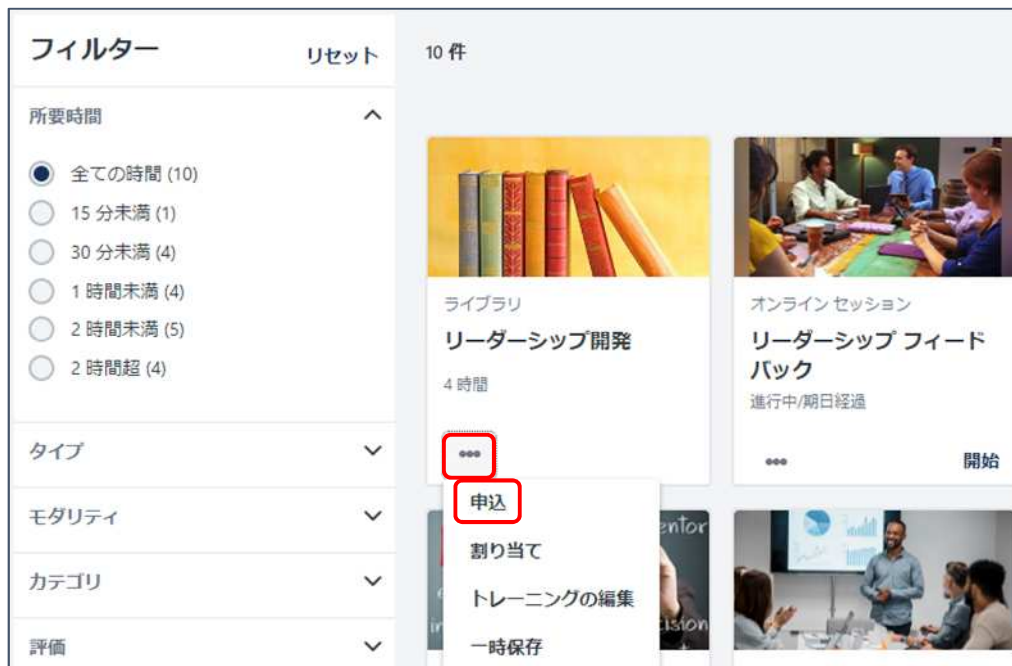 フィルター
リセット
10 件
所要時間
全ての時間 (10)
15 分未満 (1)
30 分未満 (4)
1 時間未満 (4)
2 時間未満 (5)
2 時間超 (4)
タイプ
モダリティ
カテゴリ
評価
ライブラリ
リーダーシップ開発
4 時間
申込
割り当て
トレーニングの編集
一時保存
オンライン セッション
リーダーシップ フィード
バック
進行中/期日経過
開始
entor